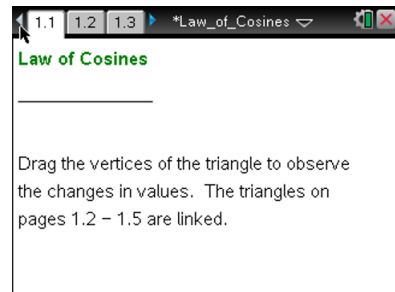 1.1 1.2 1.3 *Law_of_Cosines
Law of Cosines
Drag the vertices of the triangle to observe
the changes in values. The triangles on
pages 1.2 – 1.5 are linked.